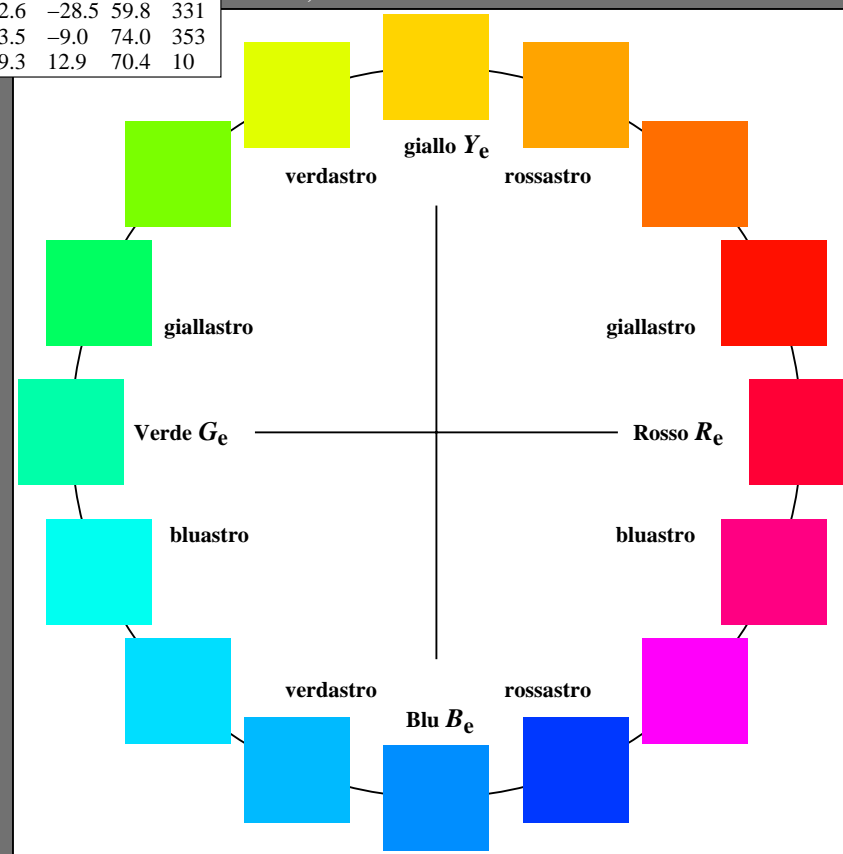 2.6 −28.5 59.8 331
3.5 −9.0 74.0 353
9.3 12.9 70.4 10
giallo Ye
verdastro rossastro
giallastro giallastro
Verde Ge Rosso Re
bluastro bluastro
verdastro rossastro
Blu Be